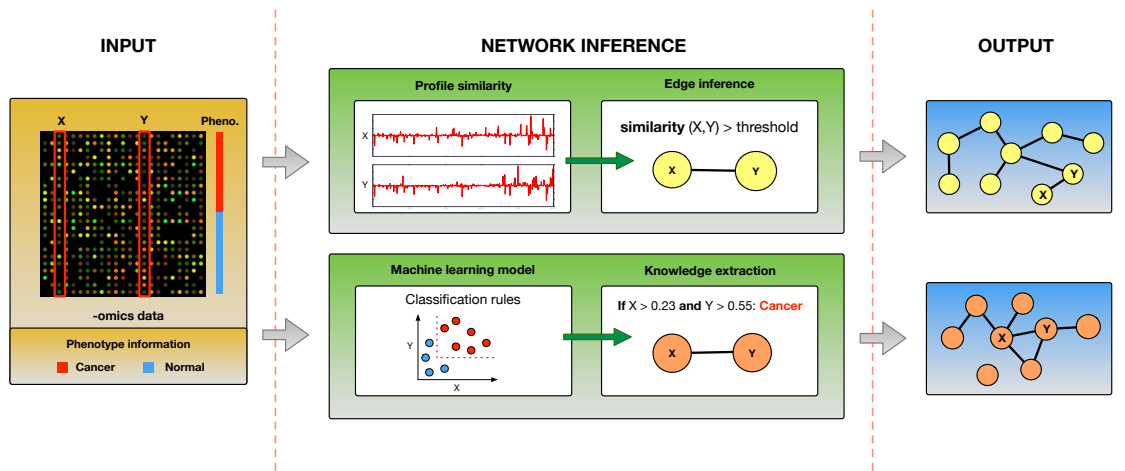 INPUT
NETWORK INFERENCE
OUTPUT
X
Y
Pheno.
-omics data
Phenotype information
Cancer
Normal
Profile similarity
X
Y
Edge inference
similarity (X,Y) > threshold
X
Y
Machine learning model
Classification rules
Y
X
Knowledge extraction
If X > 0.23 and Y > 0.55: Cancer
X
Y
Y
X
X
Y